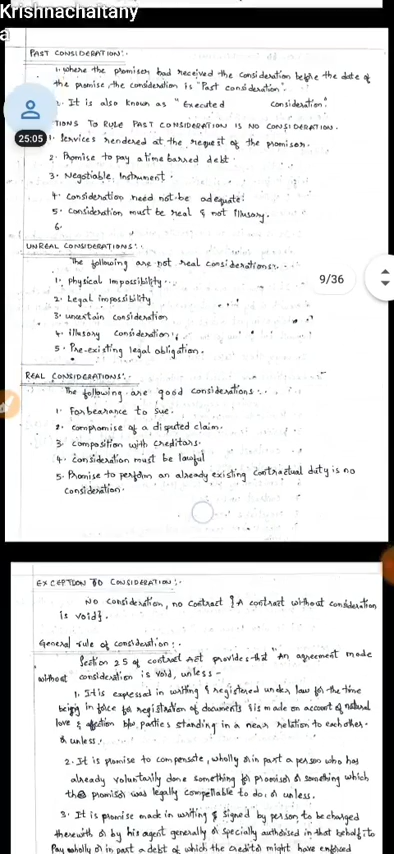 Krishnachaitany
a
PAST CONSIDERATION:-
1. where the promiser had received the consideration before the date of
the promise, the consideration is "Past consideration".
2. It is also known as "Executed consideration".
TIONS TO RULE PAST CONSIDERATION IS NO CONSIDERATION.
25:05
1. Services rendered at the request of the promisor.
2. Promise to pay a time barred debt.
3. Negotiable Instrument.
4. Consideration need not be adequate.
5. Consideration must be real & not Illusory.
6.
UNREAL CONSIDERATIONS:-
The following are not real considerations:-
9/36
1. physical Impossibility.
2. Legal impossibility
3. uncertain consideration
4. illusory consideration
5. Pre-existing legal obligation.
REAL CONSIDERATIONS:-
The following are good considerations:-
1. Forbearance to sue.
2. compromise of a disputed claim.
3. composition with creditors.
4. consideration must be lawful
5. Promise to perform an already existing contractual duty is no
consideration.
EXCEPTION TO CONSIDERATION:-
No consideration, no contract {A contract without consideration
is void}.
General rule of consideration:-
Section 25 of contract Act provides that "An agreement made
without consideration is void, unless -
1. It is expressed in writing & registered under law for the time
being in force for registration of documents & is made on account of natural
love & affection b/w parties standing in a near relation to each other.
or unless.
2. It is promise to compensate, wholly or in part a person who has
already voluntarily done something for promisor or something which
the promisor was legally compellable to do. or unless.
3. It is promise made in writing & signed by person to be charged
therewith or by his agent generally or specially authorised in that behalf, to
Pay wholly or in part a debt of which the creditor might have enforced